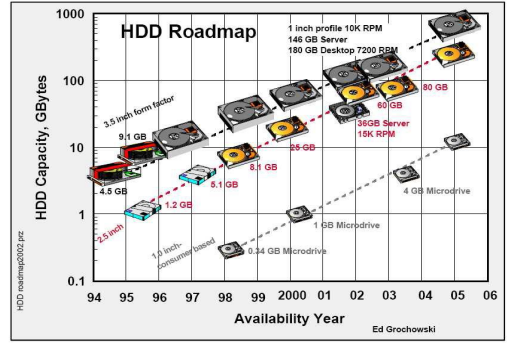 HDD Roadmap
1 inch profile 10K RPM
146 GB Server
180 GB Desktop 7200 RPM
1000
100
10
1
0.1
HDD Capacity, GBytes
3.5 inch form factor
9.1 GB
4.5 GB
80 GB
60 GB
36GB Server
15K RPM
25 GB
8.1 GB
5.1 GB
1.2 GB
2.5 inch
1.0 inch-
consumer based
4 GB Microdrive
1 GB Microdrive
0.34 GB Microdrive
94 95 96 97 98 99 2000 01 02 03 04 05 06
Availability Year
Ed Grochowski
HDD roadmap2002.prz